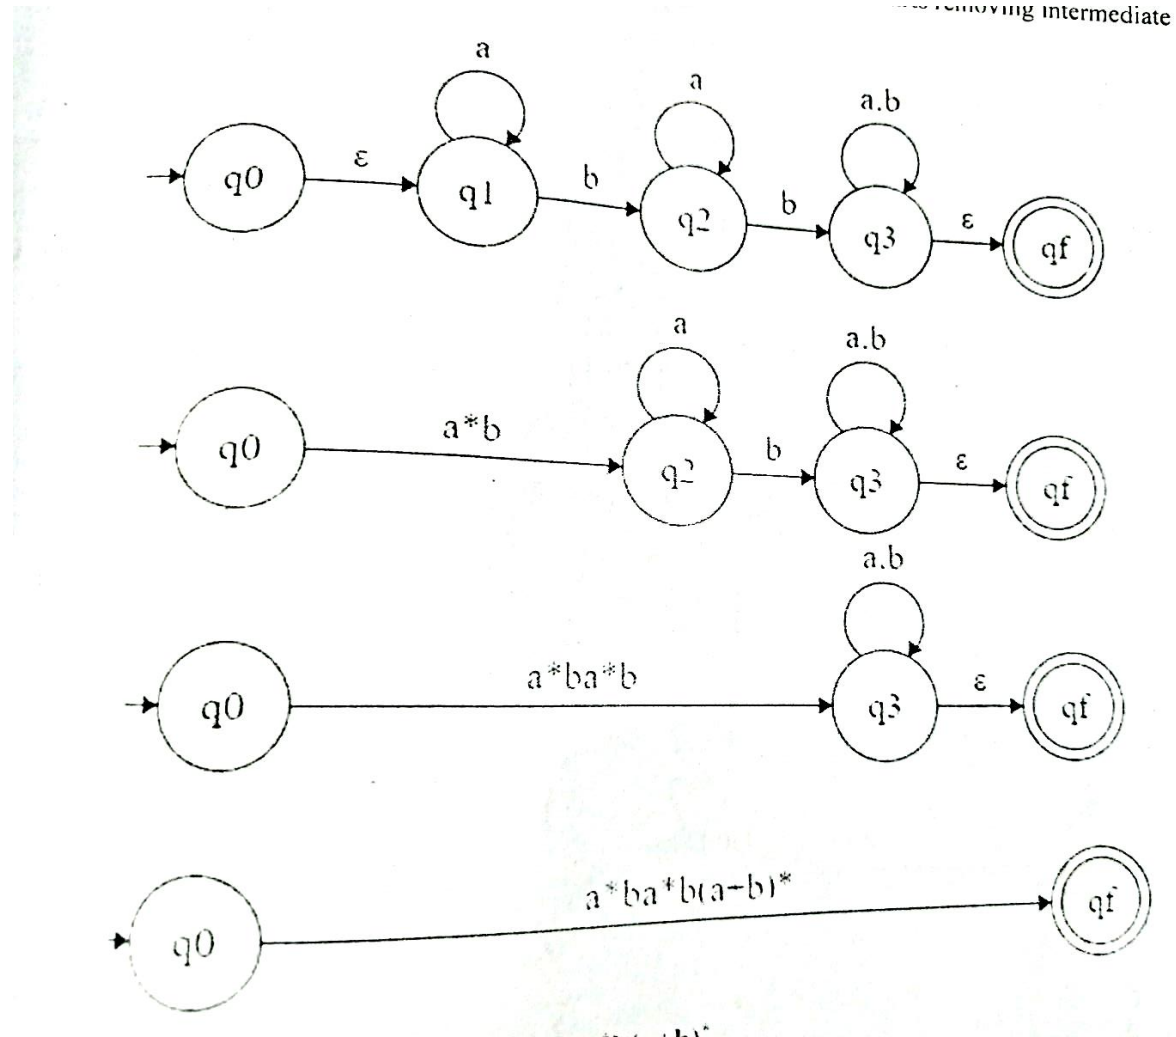 removing intermediate
a
a
a.b
q0 ε q1 b q2 b q3 ε qf
a
a.b
q0 a*b q2 b q3 ε qf
a.b
q0 a*ba*b q3 ε qf
q0 a*ba*b(a+b)* qf